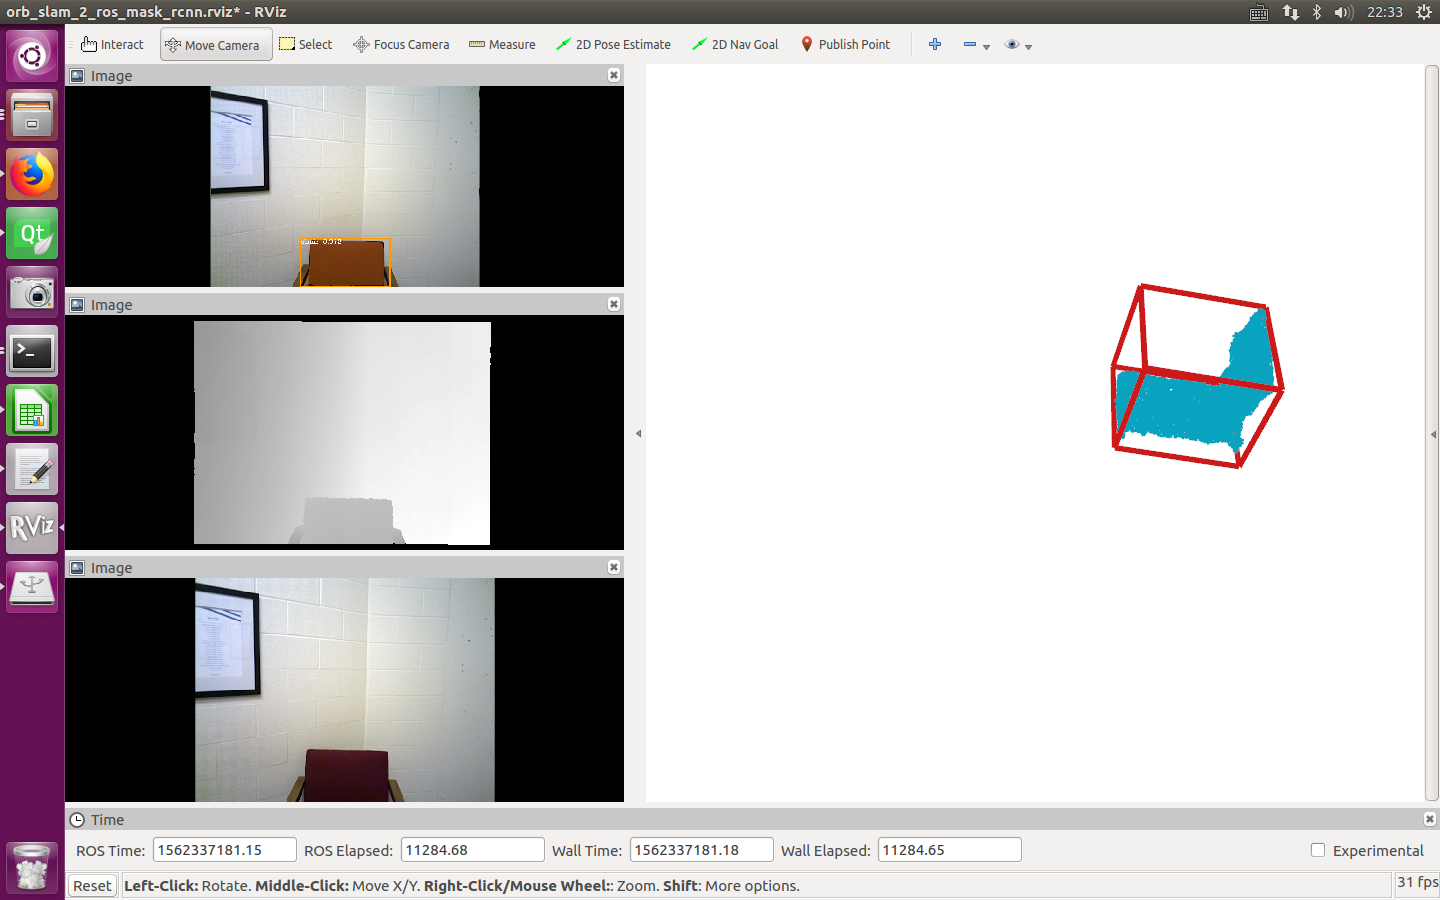 orb_slam_2_ros_mask_rcnn.rviz* - RViz
22:33
Interact
Move Camera
Select
Focus Camera
Measure
2D Pose Estimate
2D Nav Goal
Publish Point
Image
Image
Image
Qt
RViz
Time
ROS Time: 1562337181.15
ROS Elapsed: 11284.68
Wall Time: 1562337181.18
Wall Elapsed: 11284.65
Experimental
Reset
Left-Click: Rotate. Middle-Click: Move X/Y. Right-Click/Mouse Wheel:: Zoom. Shift: More options.
31 fps